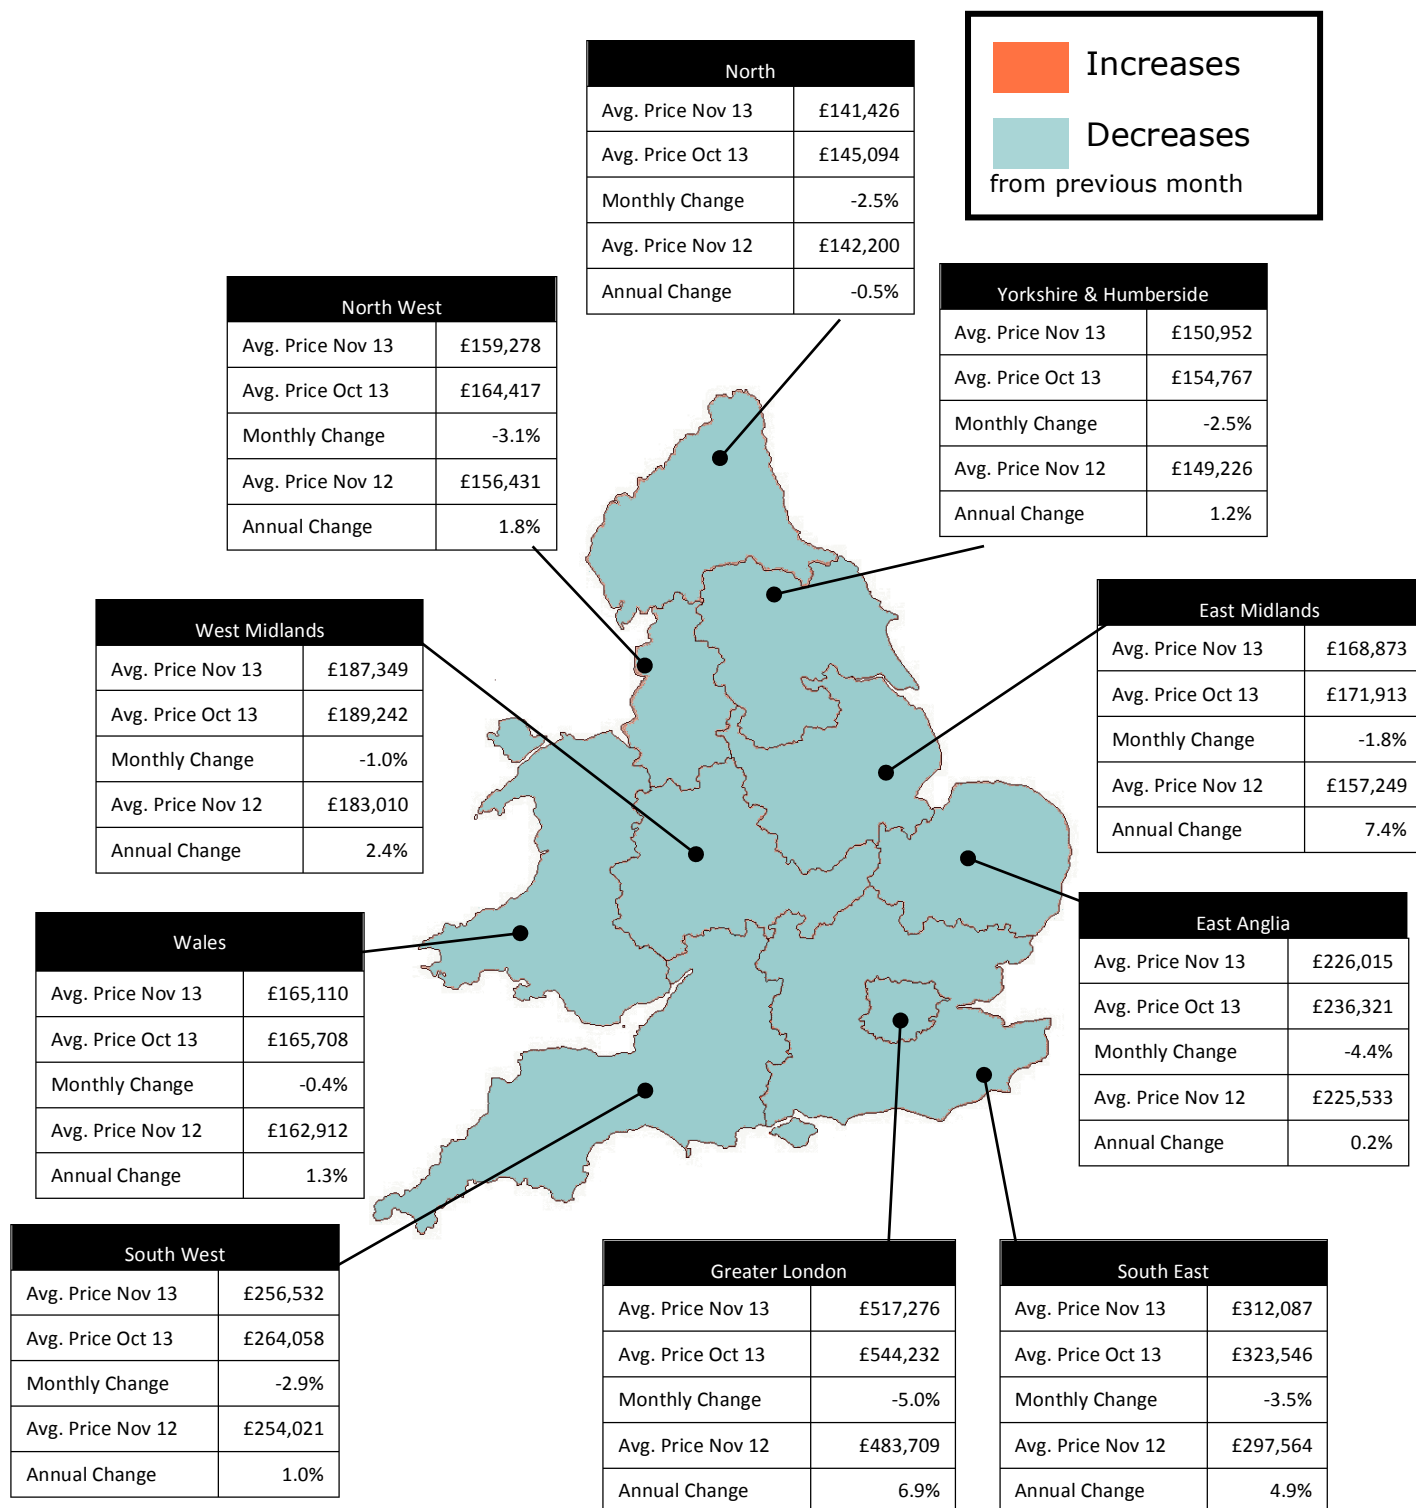 Increases
Decreases
from previous month
North
Avg. Price Nov 13 £141,426
Avg. Price Oct 13 £145,094
Monthly Change -2.5%
Avg. Price Nov 12 £142,200
Annual Change -0.5%
Yorkshire & Humberside
Avg. Price Nov 13 £150,952
Avg. Price Oct 13 £154,767
Monthly Change -2.5%
Avg. Price Nov 12 £149,226
Annual Change 1.2%
North West
Avg. Price Nov 13 £159,278
Avg. Price Oct 13 £164,417
Monthly Change -3.1%
Avg. Price Nov 12 £156,431
Annual Change 1.8%
East Midlands
Avg. Price Nov 13 £168,873
Avg. Price Oct 13 £171,913
Monthly Change -1.8%
Avg. Price Nov 12 £157,249
Annual Change 7.4%
West Midlands
Avg. Price Nov 13 £187,349
Avg. Price Oct 13 £189,242
Monthly Change -1.0%
Avg. Price Nov 12 £183,010
Annual Change 2.4%
East Anglia
Avg. Price Nov 13 £226,015
Avg. Price Oct 13 £236,321
Monthly Change -4.4%
Avg. Price Nov 12 £225,533
Annual Change 0.2%
Wales
Avg. Price Nov 13 £165,110
Avg. Price Oct 13 £165,708
Monthly Change -0.4%
Avg. Price Nov 12 £162,912
Annual Change 1.3%
South West
Avg. Price Nov 13 £256,532
Avg. Price Oct 13 £264,058
Monthly Change -2.9%
Avg. Price Nov 12 £254,021
Annual Change 1.0%
Greater London
Avg. Price Nov 13 £517,276
Avg. Price Oct 13 £544,232
Monthly Change -5.0%
Avg. Price Nov 12 £483,709
Annual Change 6.9%
South East
Avg. Price Nov 13 £312,087
Avg. Price Oct 13 £323,546
Monthly Change -3.5%
Avg. Price Nov 12 £297,564
Annual Change 4.9%